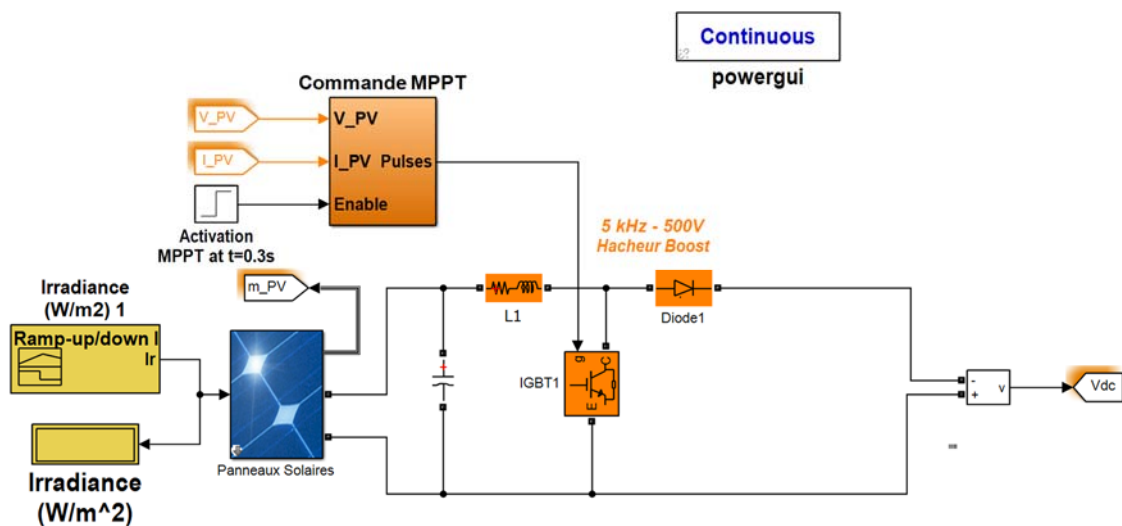 Continuous
powergui
Commande MPPT
V_PV
V_PV
I_PV
I_PV Pulses
Enable
Activation
MPPT at t=0.3s
5 kHz - 500V
Hacheur Boost
m_PV
Irradiance
(W/m2) 1
Ramp-up/down I
Ir
L1
Diode1
g
C
IGBT1
E
-
+
v
Vdc
+
Panneaux Solaires
Irradiance
(W/m^2)